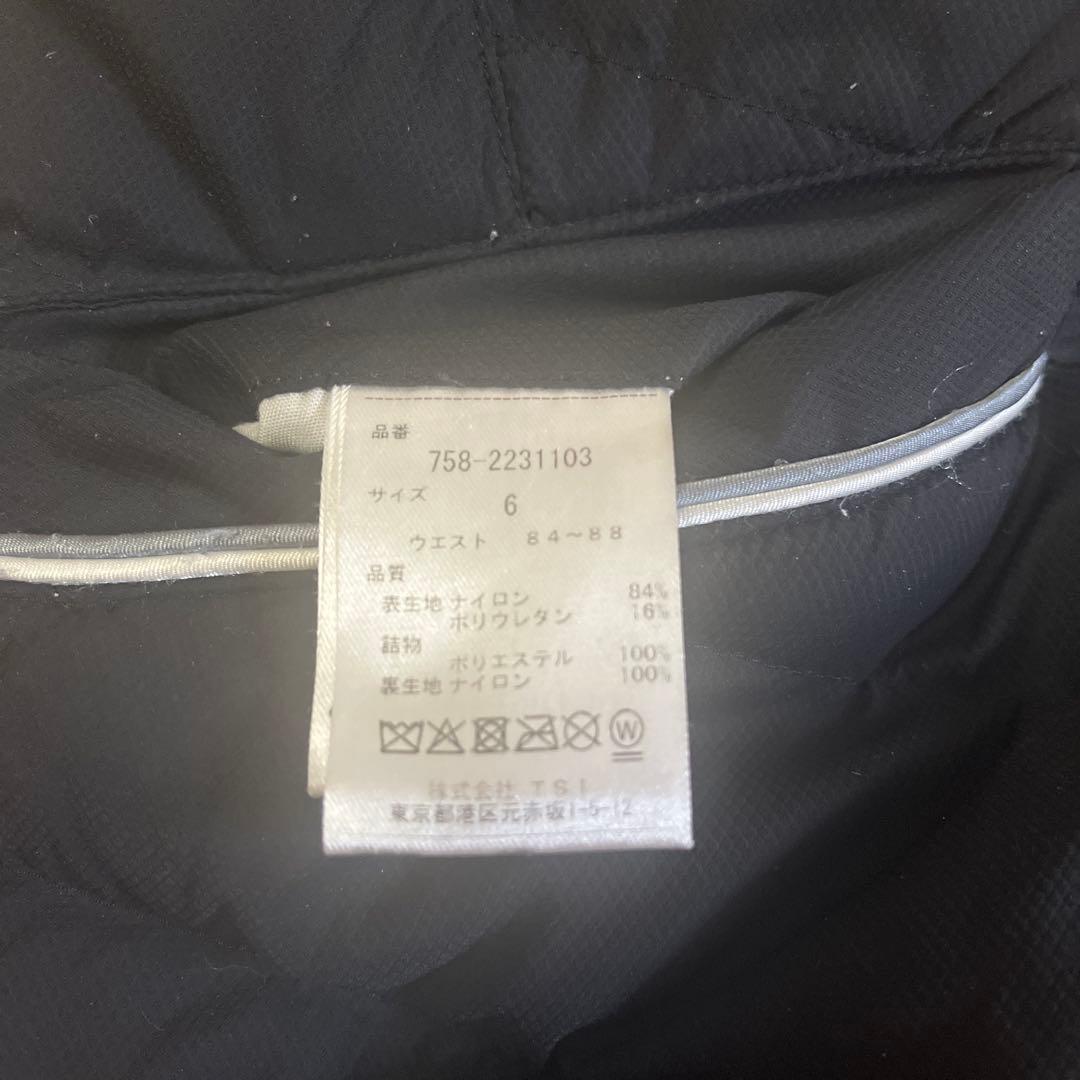 品番
758-2231103
サイズ
6
ウエスト 84～88
品質
表生地 ナイロン 84%
ポリウレタン 16%
詰物
ポリエステル 100%
裏生地 ナイロン 100%
W
株式会社 TSI
東京都港区元赤坂1-5-12